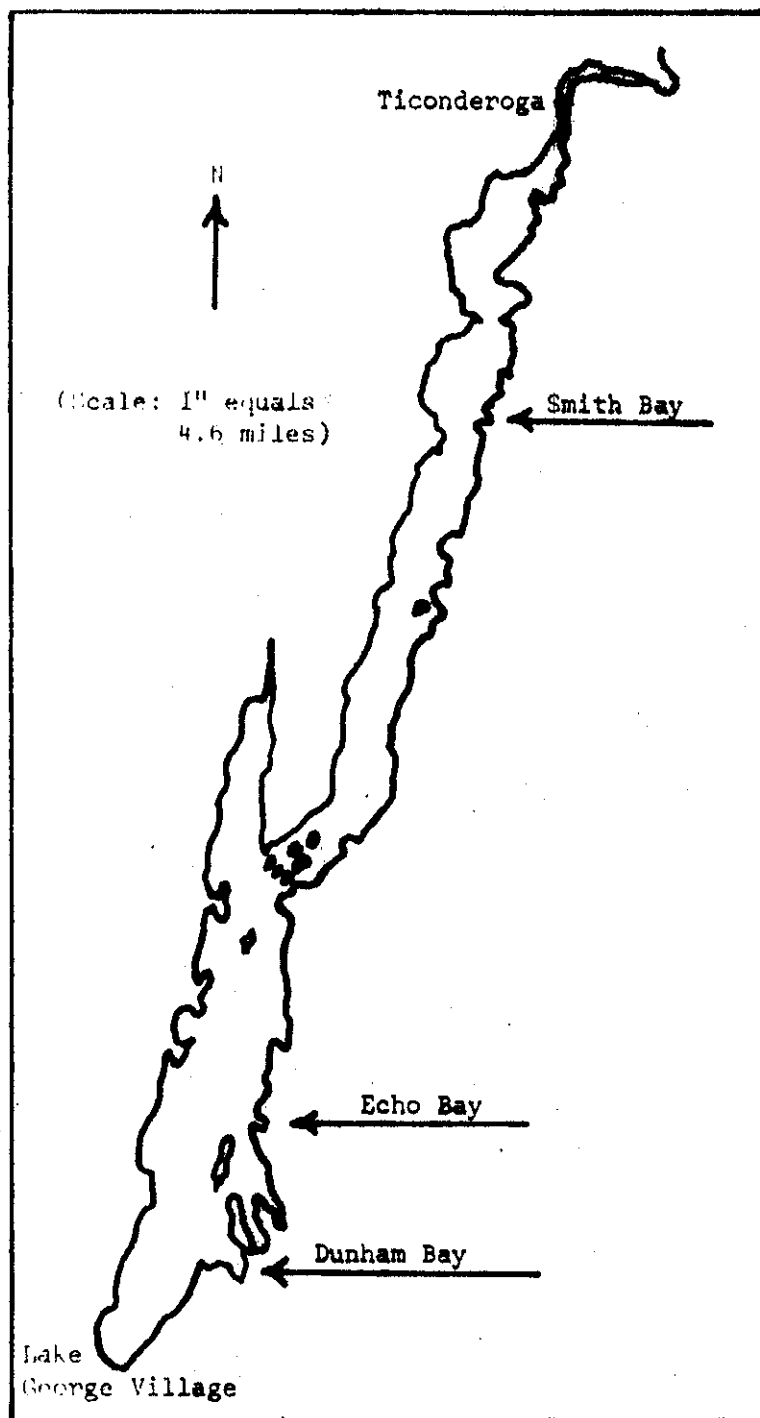 Ticonderoga
N
(Scale: 1" equals
4.6 miles)
Smith Bay
Echo Bay
Dunham Bay
Lake
George Village